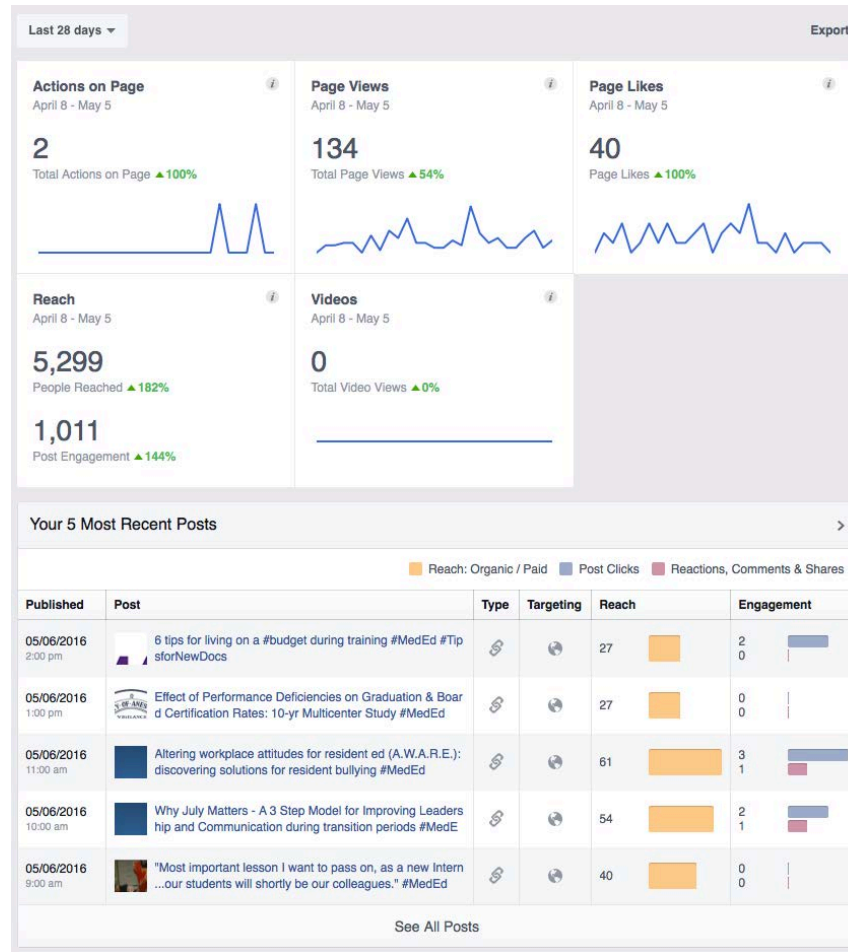 Last 28 days
Export
Actions on Page
April 8 - May 5
2
Total Actions on Page ▲100%
Page Views
April 8 - May 5
134
Total Page Views ▲54%
Page Likes
April 8 - May 5
40
Page Likes ▲100%
Reach
April 8 - May 5
5,299
People Reached ▲182%
1,011
Post Engagement ▲144%
Videos
April 8 - May 5
0
Total Video Views ▲0%
Your 5 Most Recent Posts
Reach: Organic / Paid Post Clicks Reactions, Comments & Shares
Published Post Type Targeting Reach Engagement
05/06/2016
2:00 pm
6 tips for living on a #budget during training #MedEd #Tip
sforNewDocs
27
2
0
05/06/2016
1:00 pm
Effect of Performance Deficiencies on Graduation & Boar
d Certification Rates: 10-yr Multicenter Study #MedEd
27
0
0
05/06/2016
11:00 am
Altering workplace attitudes for resident ed (A.W.A.R.E.):
discovering solutions for resident bullying #MedEd
61
3
1
05/06/2016
10:00 am
Why July Matters - A 3 Step Model for Improving Leaders
hip and Communication during transition periods #MedE
54
2
1
05/06/2016
9:00 am
"Most important lesson I want to pass on, as a new Intern
...our students will shortly be our colleagues." #MedEd
40
0
0
See All Posts